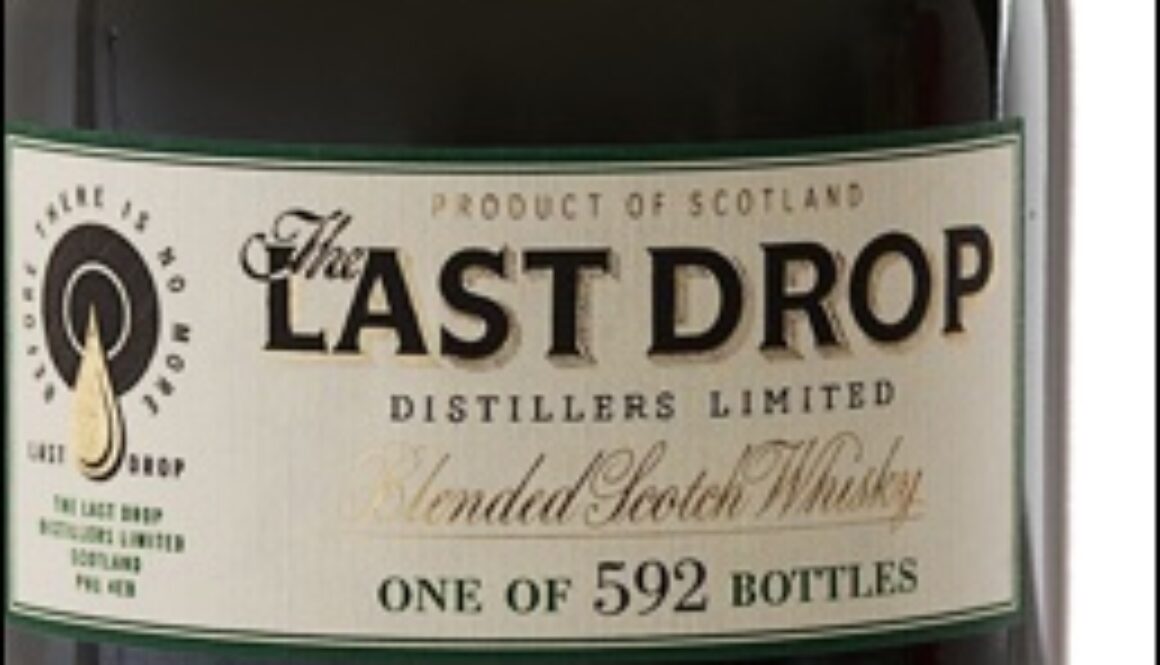 BEFORE THERE IS NO MORE
LAST DROP
THE LAST DROP
DISTILLERS LIMITED
SCOTLAND
PRODUCT OF SCOTLAND
The
LAST DROP
DISTILLERS LIMITED
Blended Scotch Whisky
ONE OF 592 BOTTLES